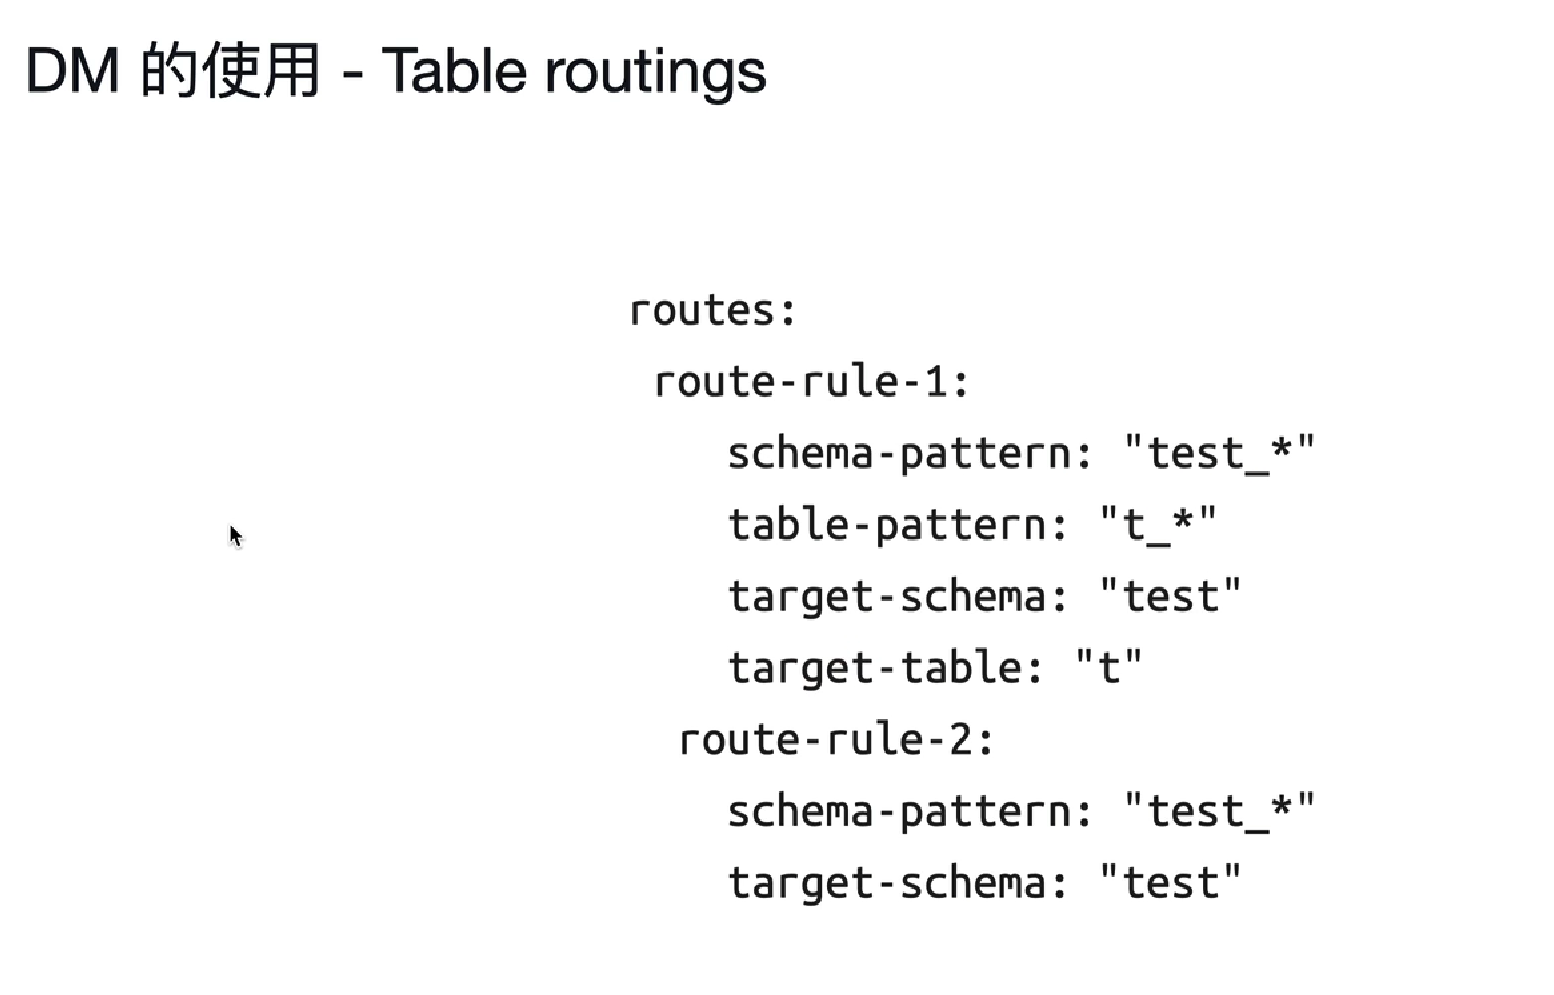 DM 的使用 - Table routings
routes:
route-rule-1:
schema-pattern: "test_*"
table-pattern: "t_*"
target-schema: "test"
target-table: "t"
route-rule-2:
schema-pattern: "test_*"
target-schema: "test"